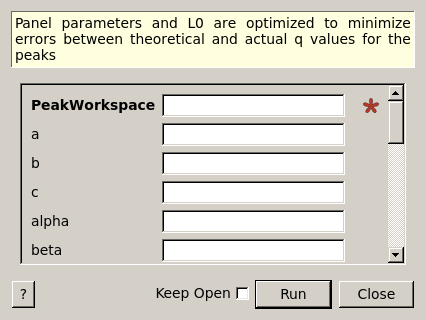 Panel parameters and L0 are optimized to minimize
errors between theoretical and actual q values for the
peaks
PeakWorkspace
a
b
c
alpha
beta
? Keep Open Run Close